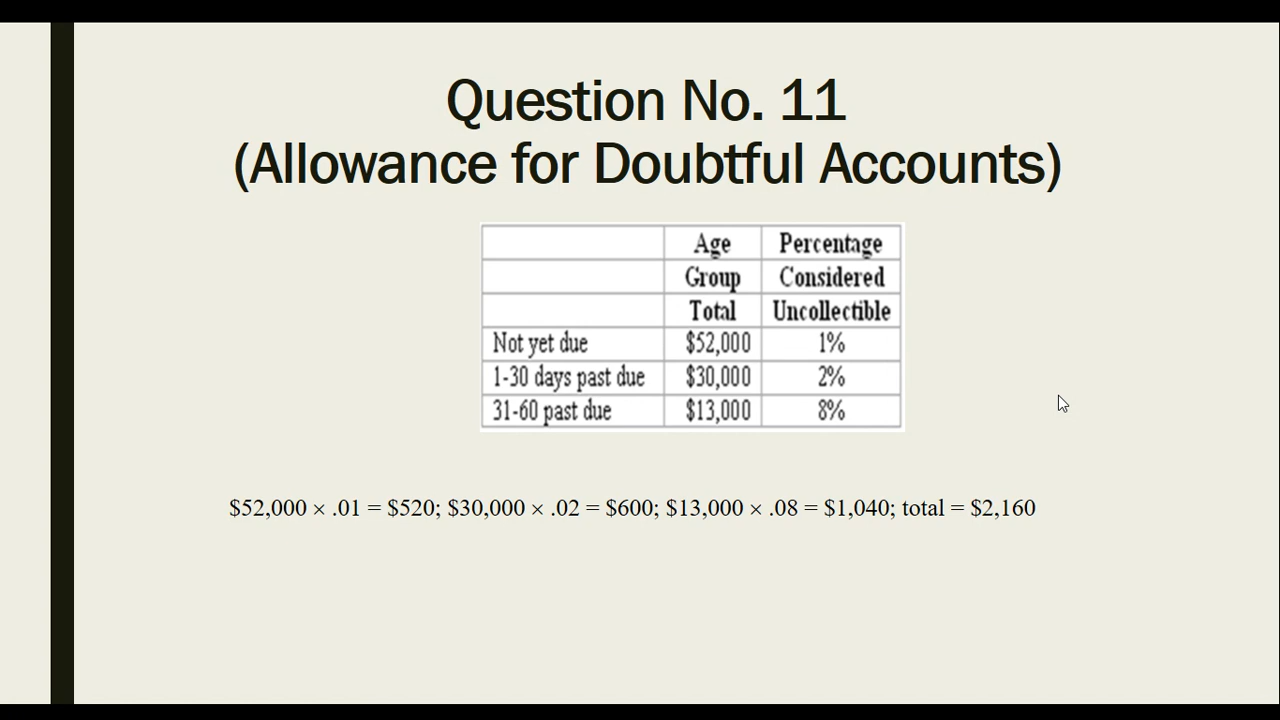 Question No. 11
(Allowance for Doubtful Accounts)
Age Percentage
Group Considered
Total Uncollectible
Not yet due $52,000 1%
1-30 days past due $30,000 2%
31-60 past due $13,000 8%
$52,000 × .01 = $520; $30,000 × .02 = $600; $13,000 × .08 = $1,040; total = $2,160